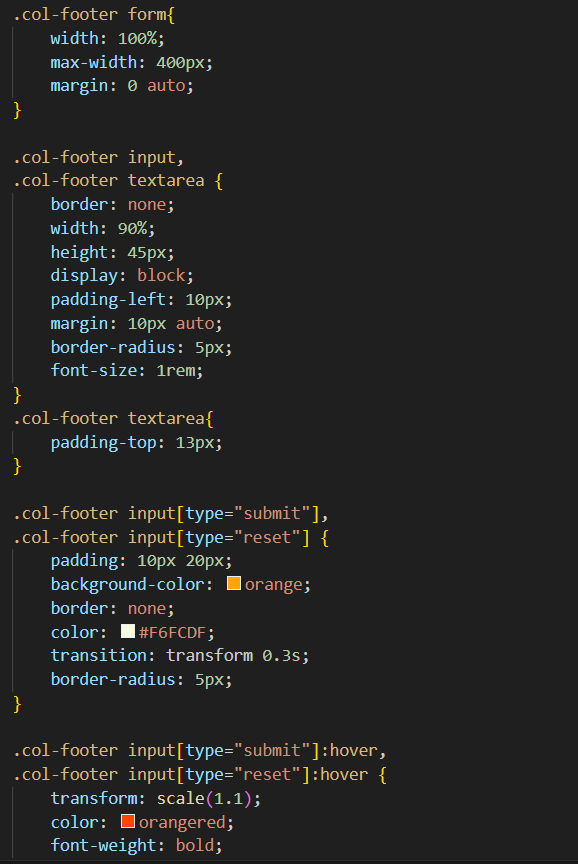 .col-footer form{
    width: 100%;
    max-width: 400px;
    margin: 0 auto;
}

.col-footer input,
.col-footer textarea {
    border: none;
    width: 90%;
    height: 45px;
    display: block;
    padding-left: 10px;
    margin: 10px auto;
    border-radius: 5px;
    font-size: 1rem;
}
.col-footer textarea{
    padding-top: 13px;
}

.col-footer input[type="submit"],
.col-footer input[type="reset"] {
    padding: 10px 20px;
    background-color: orange;
    border: none;
    color: #F6FCDF;
    transition: transform 0.3s;
    border-radius: 5px;
}

.col-footer input[type="submit"]:hover,
.col-footer input[type="reset"]:hover {
    transform: scale(1.1);
    color: orangered;
    font-weight: bold;